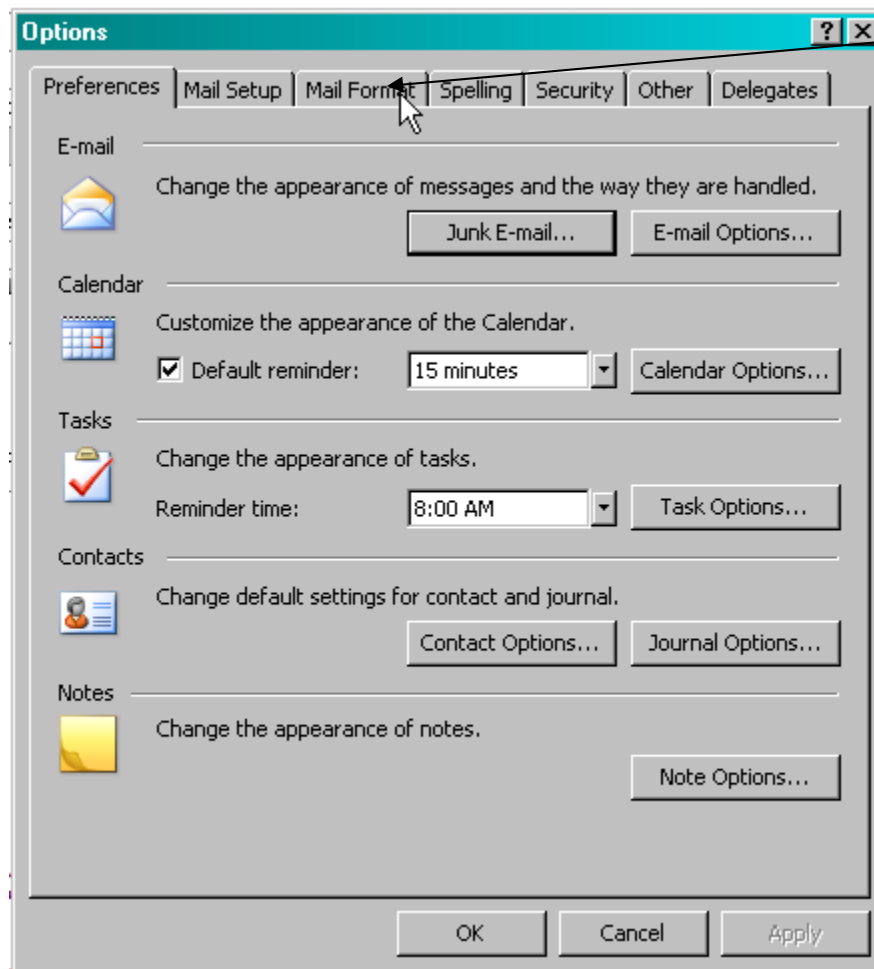 Options
Preferences Mail Setup Mail Format Spelling Security Other Delegates
E-mail
Change the appearance of messages and the way they are handled.
Junk E-mail... E-mail Options...
Calendar
Customize the appearance of the Calendar.
Default reminder: 15 minutes Calendar Options...
Tasks
Change the appearance of tasks.
Reminder time: 8:00 AM Task Options...
Contacts
Change default settings for contact and journal.
Contact Options... Journal Options...
Notes
Change the appearance of notes.
Note Options...
OK Cancel Apply